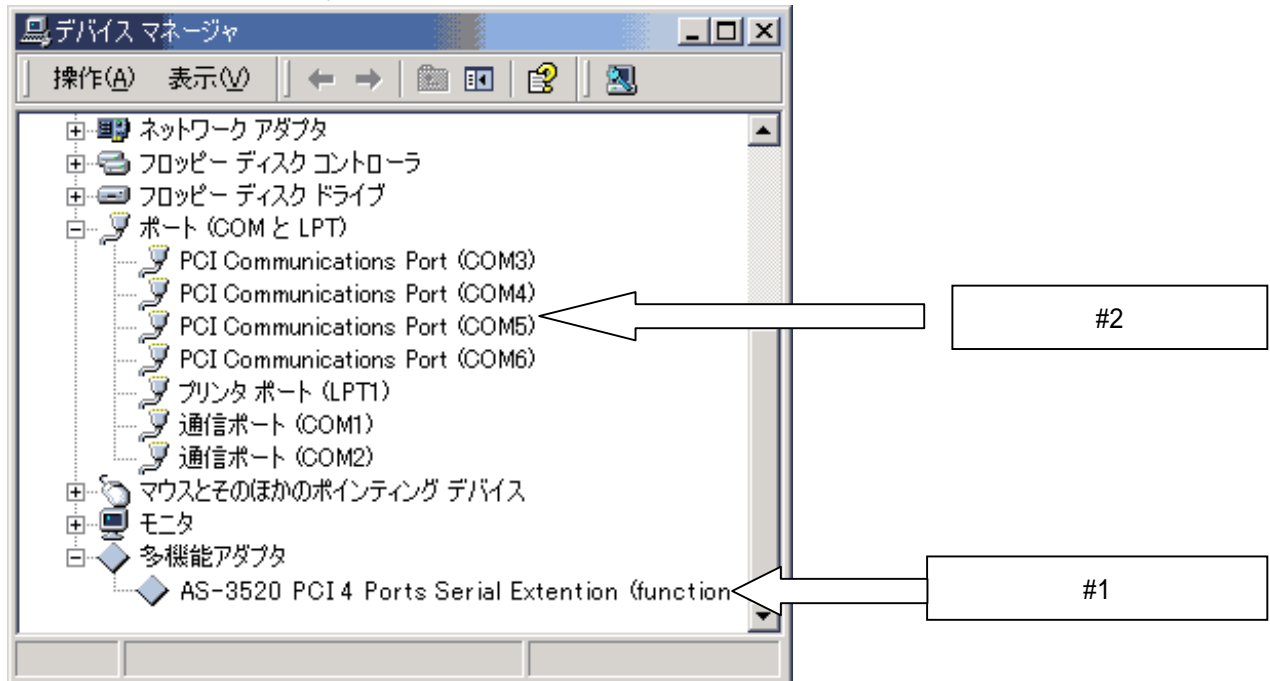 デバイス マネージャ
操作(A) 表示(V)
ネットワーク アダプタ
フロッピー ディスク コントローラ
フロッピー ディスク ドライブ
ポート (COM と LPT)
PCI Communications Port (COM3)
PCI Communications Port (COM4)
PCI Communications Port (COM5)
#2
PCI Communications Port (COM6)
プリンタ ポート (LPT1)
通信ポート (COM1)
通信ポート (COM2)
マウスとそのほかのポインティング デバイス
モニタ
多機能アダプタ
AS-3520 PCI 4 Ports Serial Extention (function
#1